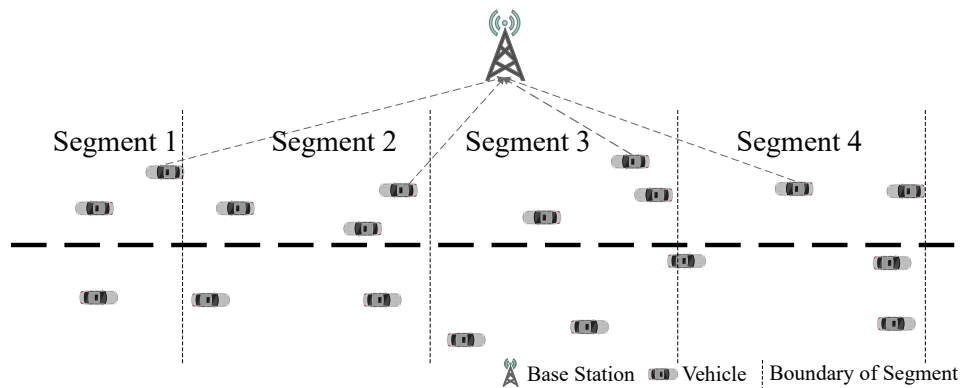 Segment 1
Segment 2
Segment 3
Segment 4
Base Station
Vehicle
Boundary of Segment